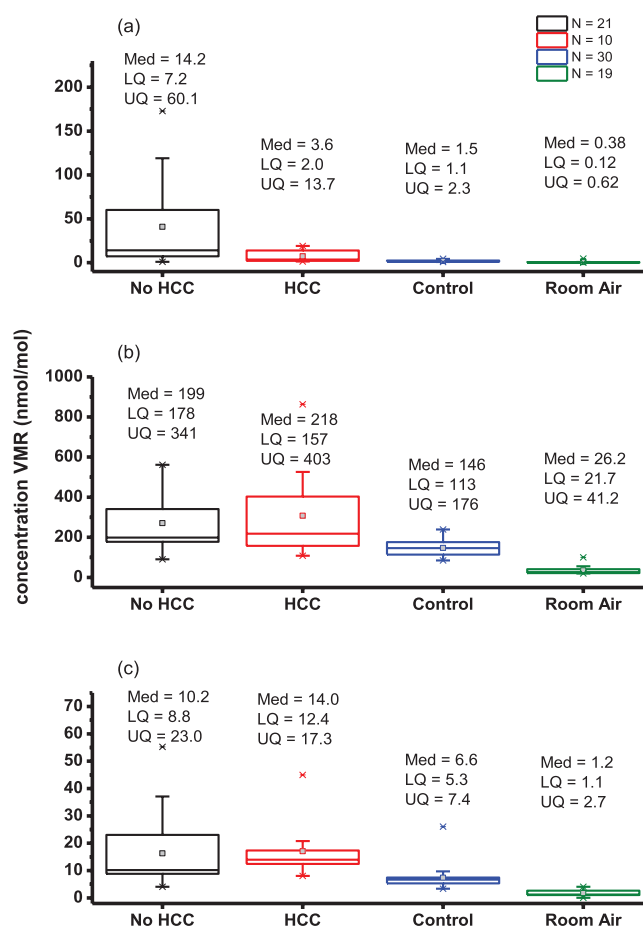 (a)
N = 21
N = 10
N = 30
N = 19
Med = 14.2
LQ = 7.2
UQ = 60.1
Med = 3.6
LQ = 2.0
UQ = 13.7
Med = 1.5
LQ = 1.1
UQ = 2.3
Med = 0.38
LQ = 0.12
UQ = 0.62
200
150
100
50
0
No HCC HCC Control Room Air
concentration VMR (nmol/mol)
(b)
1000
800
600
400
200
0
Med = 199
LQ = 178
UQ = 341
Med = 218
LQ = 157
UQ = 403
Med = 146
LQ = 113
UQ = 176
Med = 26.2
LQ = 21.7
UQ = 41.2
No HCC HCC Control Room Air
(c)
70
60
50
40
30
20
10
0
Med = 10.2
LQ = 8.8
UQ = 23.0
Med = 14.0
LQ = 12.4
UQ = 17.3
Med = 6.6
LQ = 5.3
UQ = 7.4
Med = 1.2
LQ = 1.1
UQ = 2.7
No HCC HCC Control Room Air